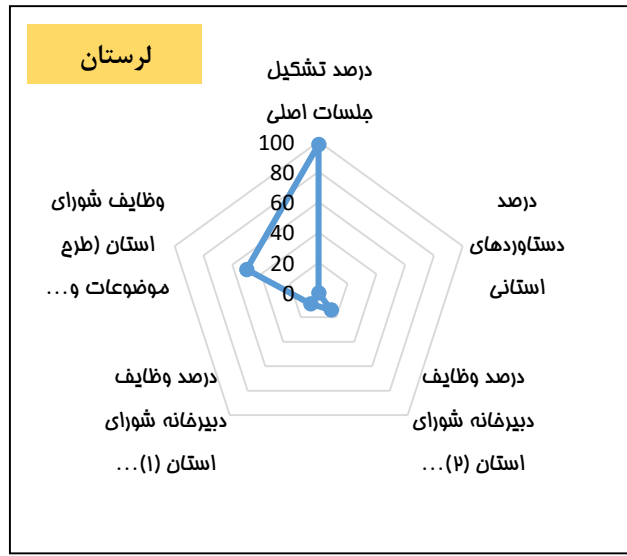 لرستان
درصد تشکیل
جلسات اصلی
100
80
60
40
20
0
درصد
دستاوردهای
استانی
درصد وظایف
دبیرخانه شورای
استان (۲)...
درصد وظایف
دبیرخانه شورای
استان (۱)...
وظایف شورای
استان (طرح
موضوعات و...